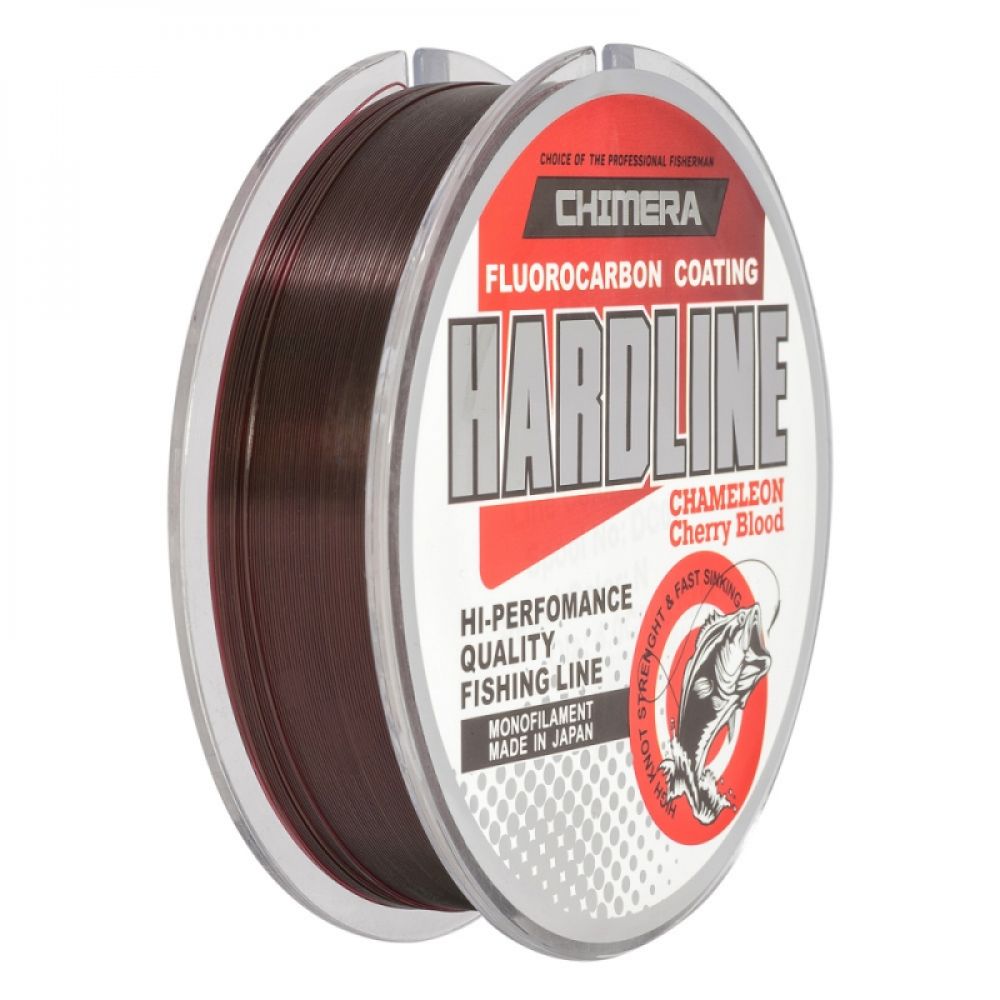 CHOICE OF THE PROFESSIONAL FISHERMAN
CHIMERA
FLUOROCARBON COATING
HARDLINE
CHAMELEON
Cherry Blood
HI-PERFOMANCE
QUALITY
FISHING LINE
MONOFILAMENT
MADE IN JAPAN
HIGH KNOT STRENGHT & FAST SINKING